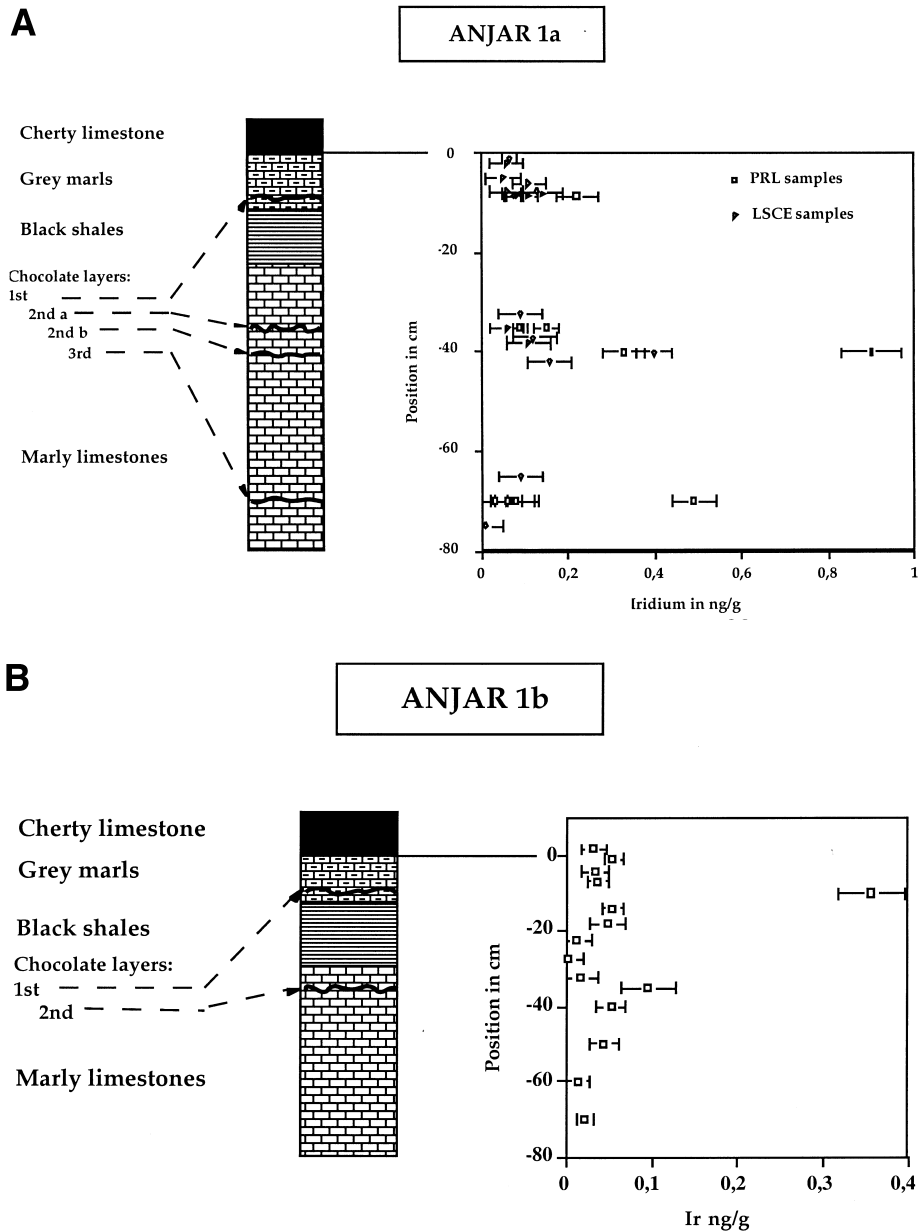 A
ANJAR 1a
Cherty limestone
Grey marls
Black shales
Chocolate layers:
1st
2nd a
2nd b
3rd
Marly limestones
0
-20
-40
-60
-80
Position in cm
PRL samples
LSCE samples
0
0,2
0,4
0,6
0,8
1
Iridium in ng/g
B
ANJAR 1b
Cherty limestone
Grey marls
Black shales
Chocolate layers:
1st
2nd
Marly limestones
0
-20
-40
-60
-80
Position in cm
0
0,1
0,2
0,3
0,4
Ir ng/g